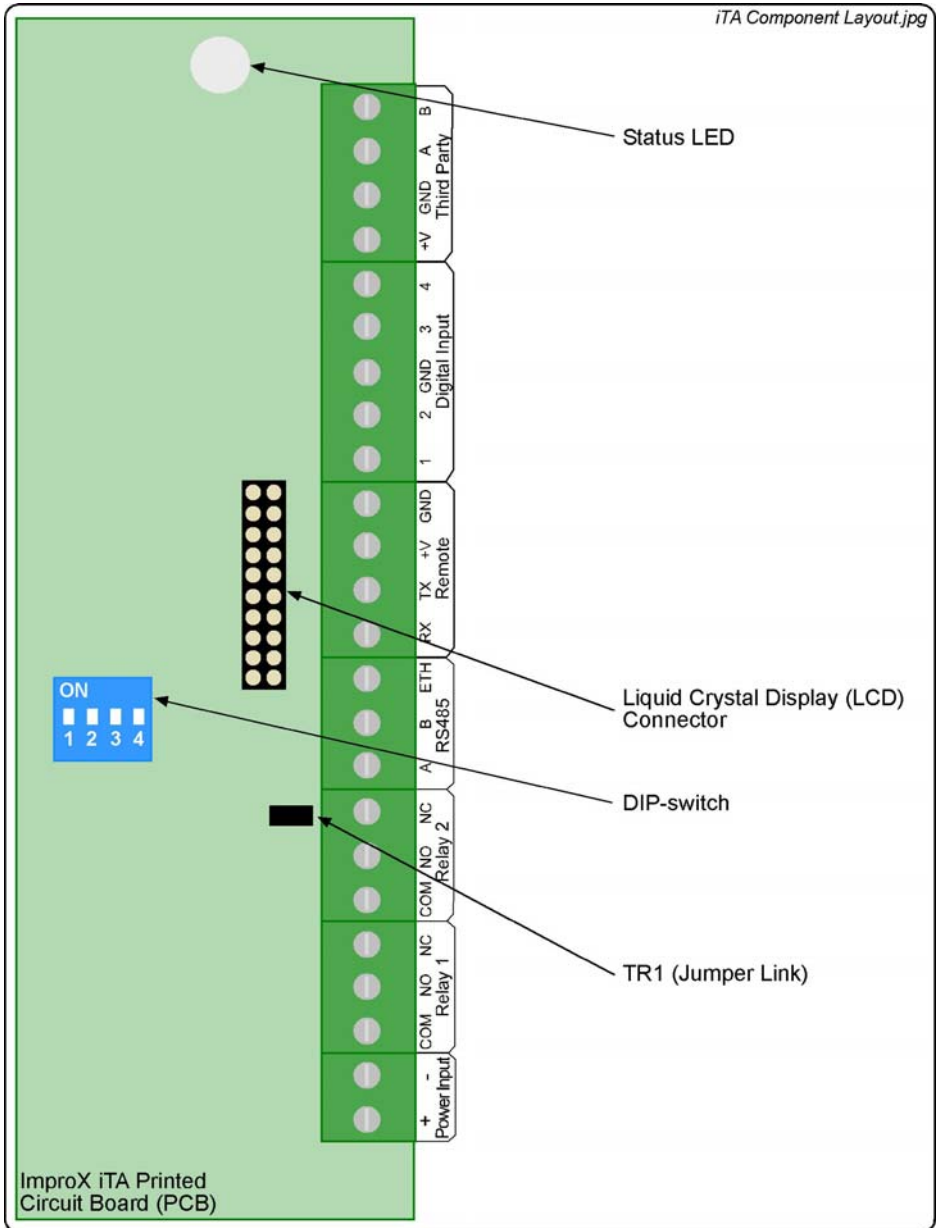 iTA Component Layout.jpg
Status LED
B
A
GND
+V
Third Party
4
3
GND
2
1
Digital Input
GND
+V
TX
RX
Remote
ETH
B
A
RS485
Liquid Crystal Display (LCD)
Connector
ON
1 2 3 4
DIP-switch
NC
NO
COM
Relay 2
TR1 (Jumper Link)
NC
NO
COM
Relay 1
-
+
Power Input
ImproX iTA Printed
Circuit Board (PCB)